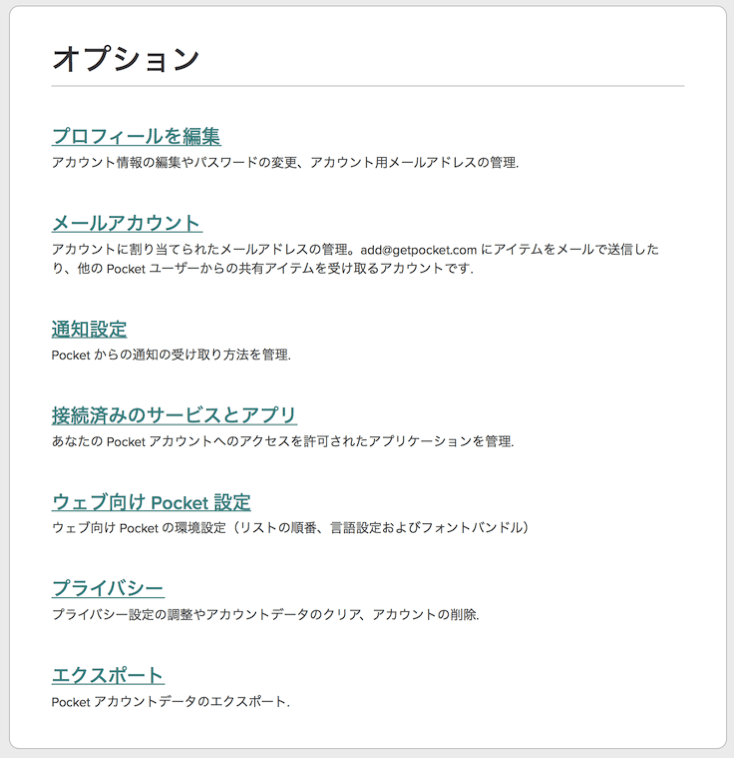 オプション
プロフィールを編集
アカウント情報の編集やパスワードの変更、アカウント用メールアドレスの管理.
メールアカウント
アカウントに割り当てられたメールアドレスの管理。add@getpocket.com にアイテムをメールで送信した
り、他の Pocket ユーザーからの共有アイテムを受け取るアカウントです.
通知設定
Pocket からの通知の受け取り方法を管理.
接続済みのサービスとアプリ
あなたの Pocket アカウントへのアクセスを許可されたアプリケーションを管理.
ウェブ向け Pocket 設定
ウェブ向け Pocket の環境設定（リストの順番、言語設定およびフォントバンドル）
プライバシー
プライバシー設定の調整やアカウントデータのクリア、アカウントの削除.
エクスポート
Pocket アカウントデータのエクスポート.